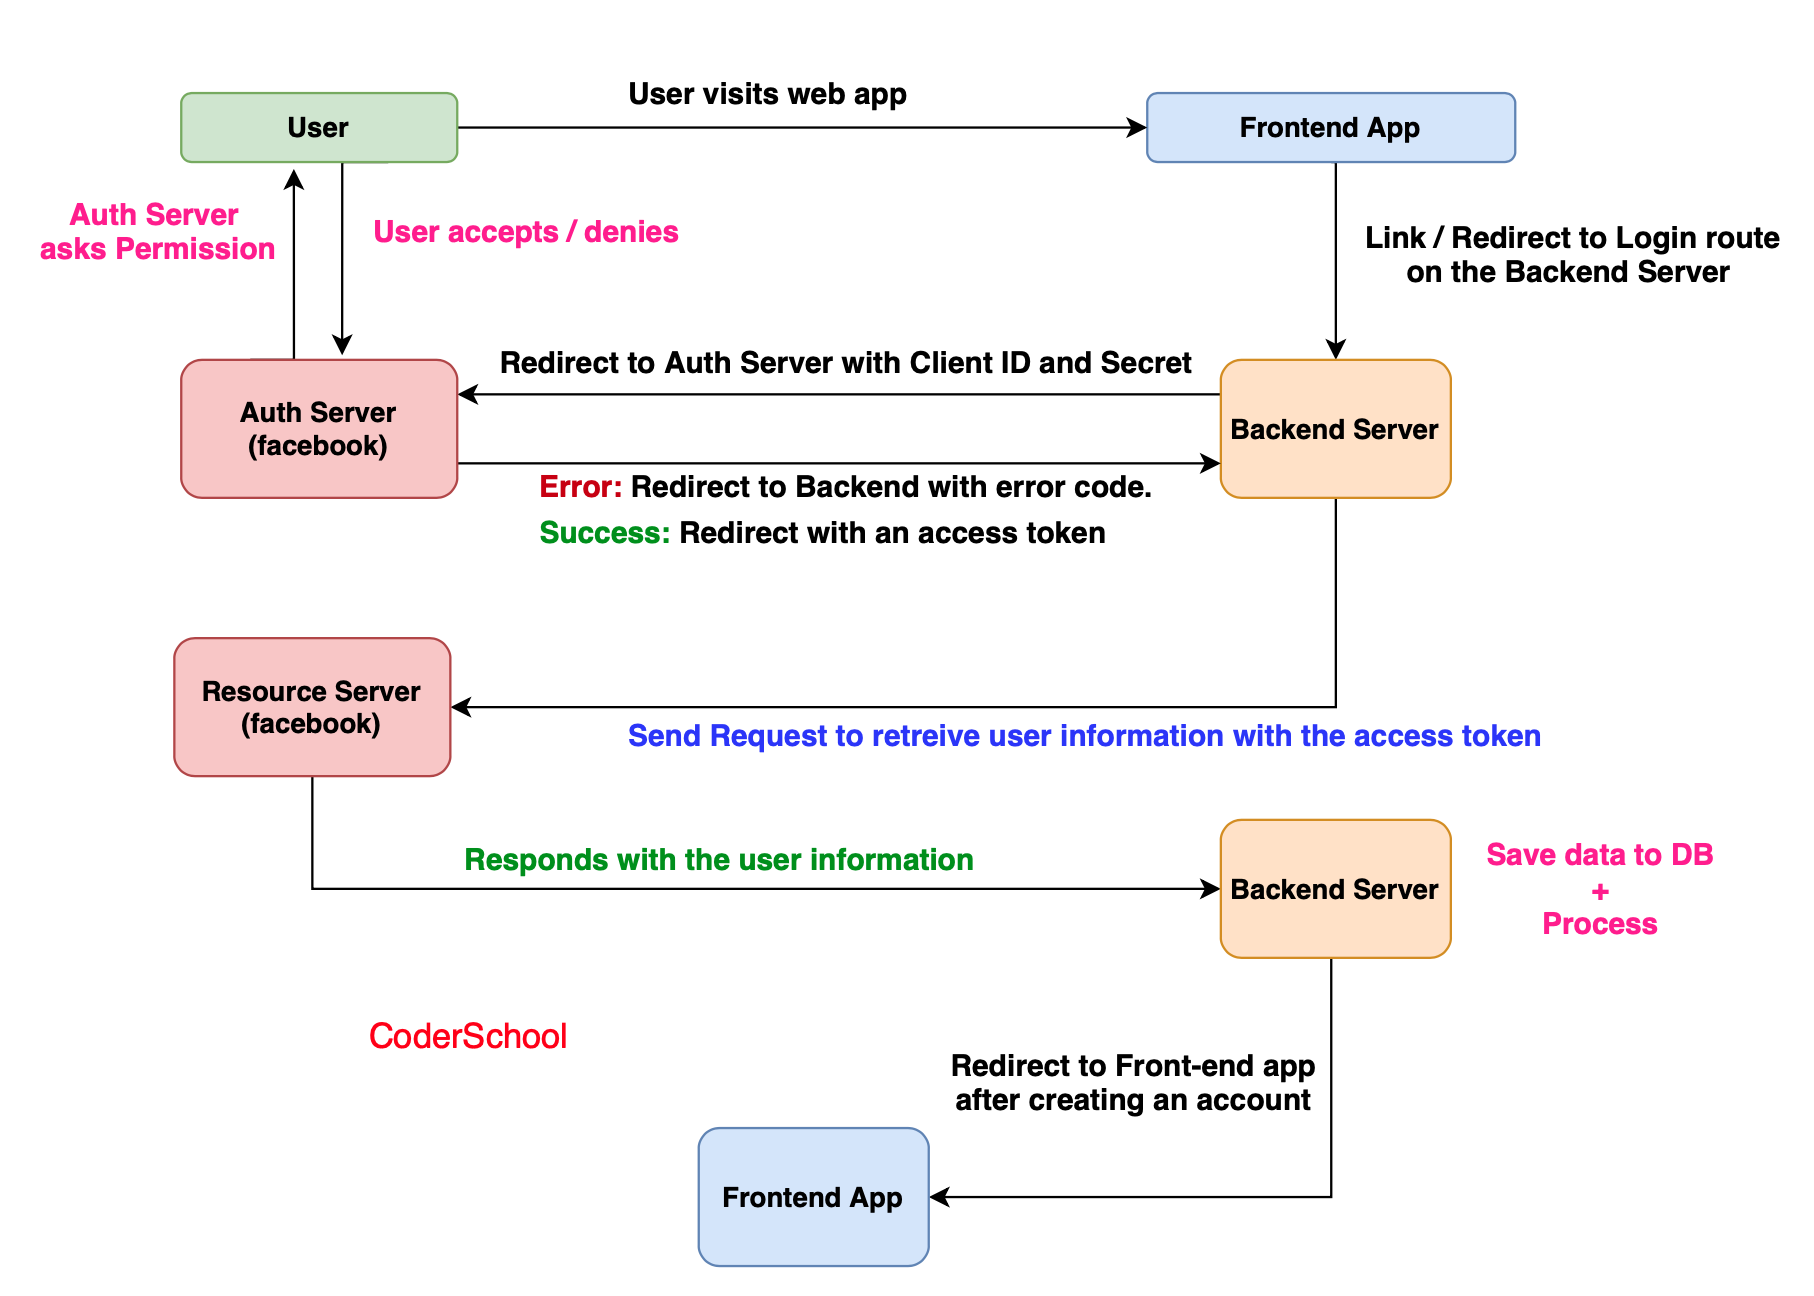 User visits web app
User
Frontend App
Auth Server
asks Permission
User accepts / denies
Link / Redirect to Login route
on the Backend Server
Redirect to Auth Server with Client ID and Secret
Auth Server
(facebook)
Backend Server
Error: Redirect to Backend with error code.
Success: Redirect with an access token
Resource Server
(facebook)
Send Request to retreive user information with the access token
Responds with the user information
Backend Server
Save data to DB
+
Process
CoderSchool
Redirect to Front-end app
after creating an account
Frontend App